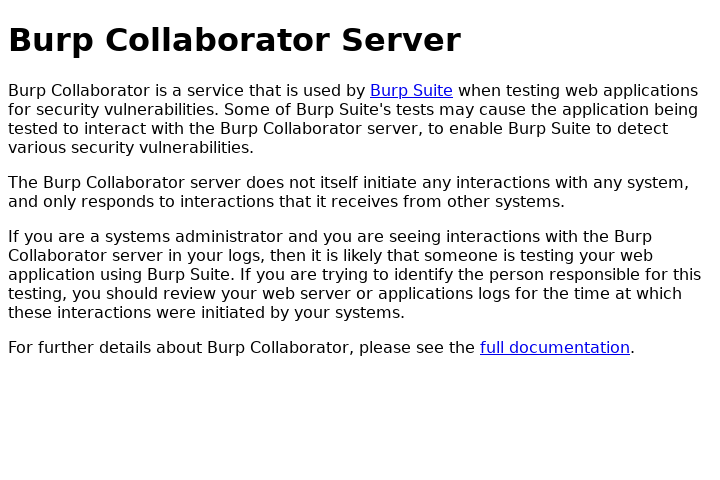 Burp Collaborator Server
Burp Collaborator is a service that is used by Burp Suite when testing web applications
for security vulnerabilities. Some of Burp Suite's tests may cause the application being
tested to interact with the Burp Collaborator server, to enable Burp Suite to detect
various security vulnerabilities.
The Burp Collaborator server does not itself initiate any interactions with any system,
and only responds to interactions that it receives from other systems.
If you are a systems administrator and you are seeing interactions with the Burp
Collaborator server in your logs, then it is likely that someone is testing your web
application using Burp Suite. If you are trying to identify the person responsible for this
testing, you should review your web server or applications logs for the time at which
these interactions were initiated by your systems.
For further details about Burp Collaborator, please see the full documentation.